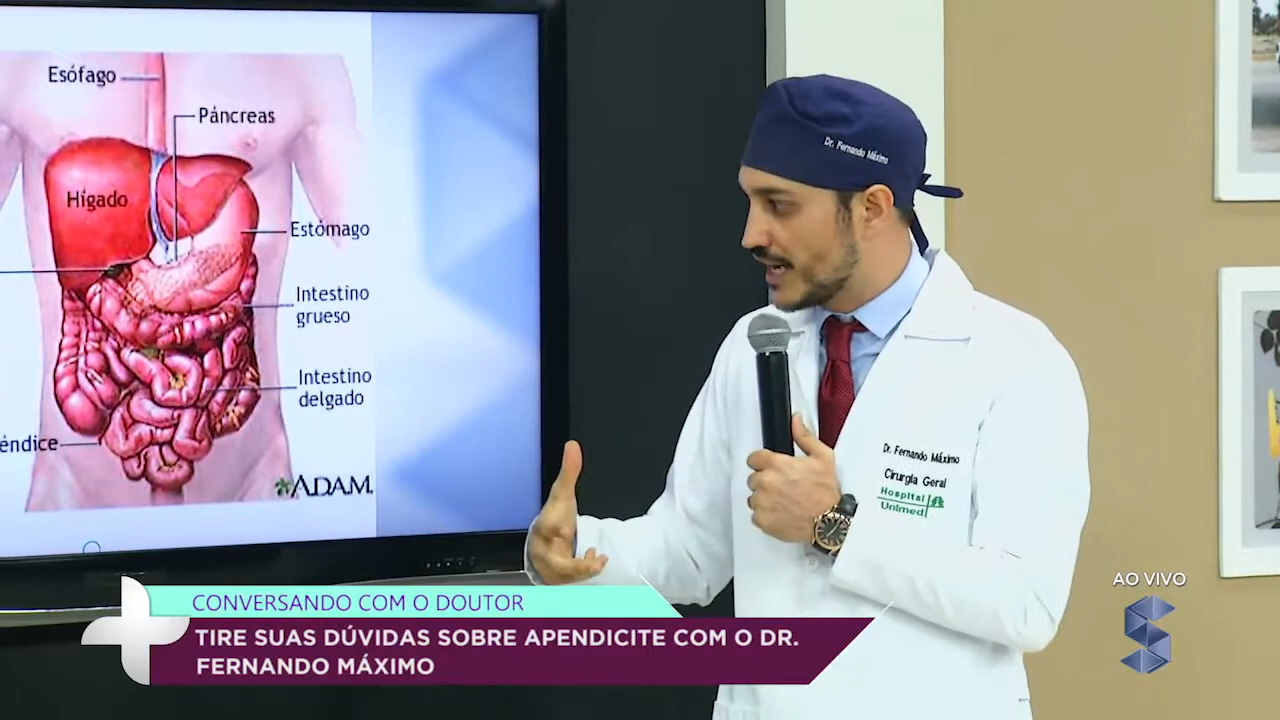 Esófago
Páncreas
Hígado
Estómago
Intestino
grueso
Intestino
delgado
éndice
A.D.A.M.
Dr. Fernando Máximo
Dr. Fernando Máximo
Cirurgia Geral
Hospital
Unimed
AO VIVO
CONVERSANDO COM O DOUTOR
TIRE SUAS DÚVIDAS SOBRE APENDICITE COM O DR.
FERNANDO MÁXIMO